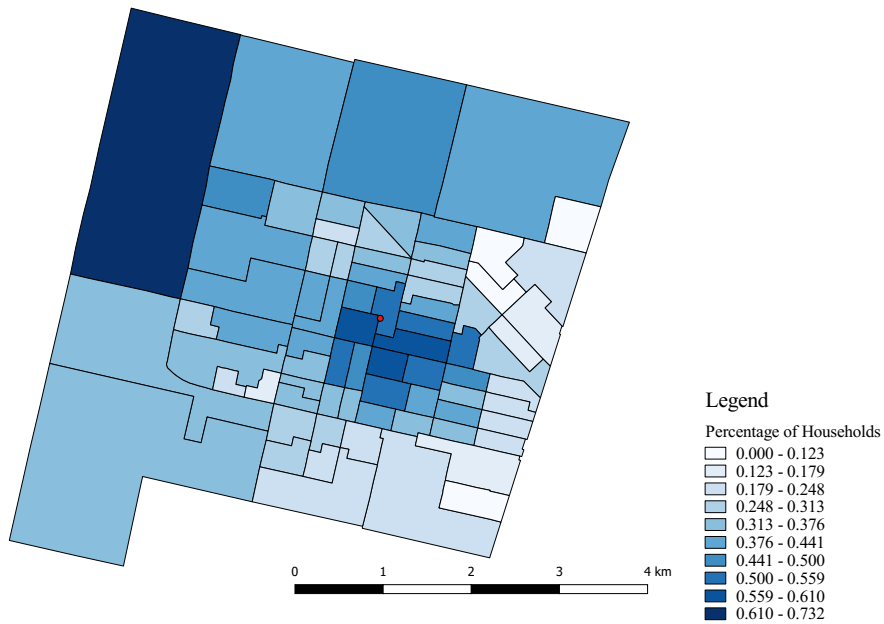 Legend
Percentage of Households
0.000 - 0.123
0.123 - 0.179
0.179 - 0.248
0.248 - 0.313
0.313 - 0.376
0.376 - 0.441
0.441 - 0.500
0.500 - 0.559
0.559 - 0.610
0.610 - 0.732
0 1 2 3 4 km